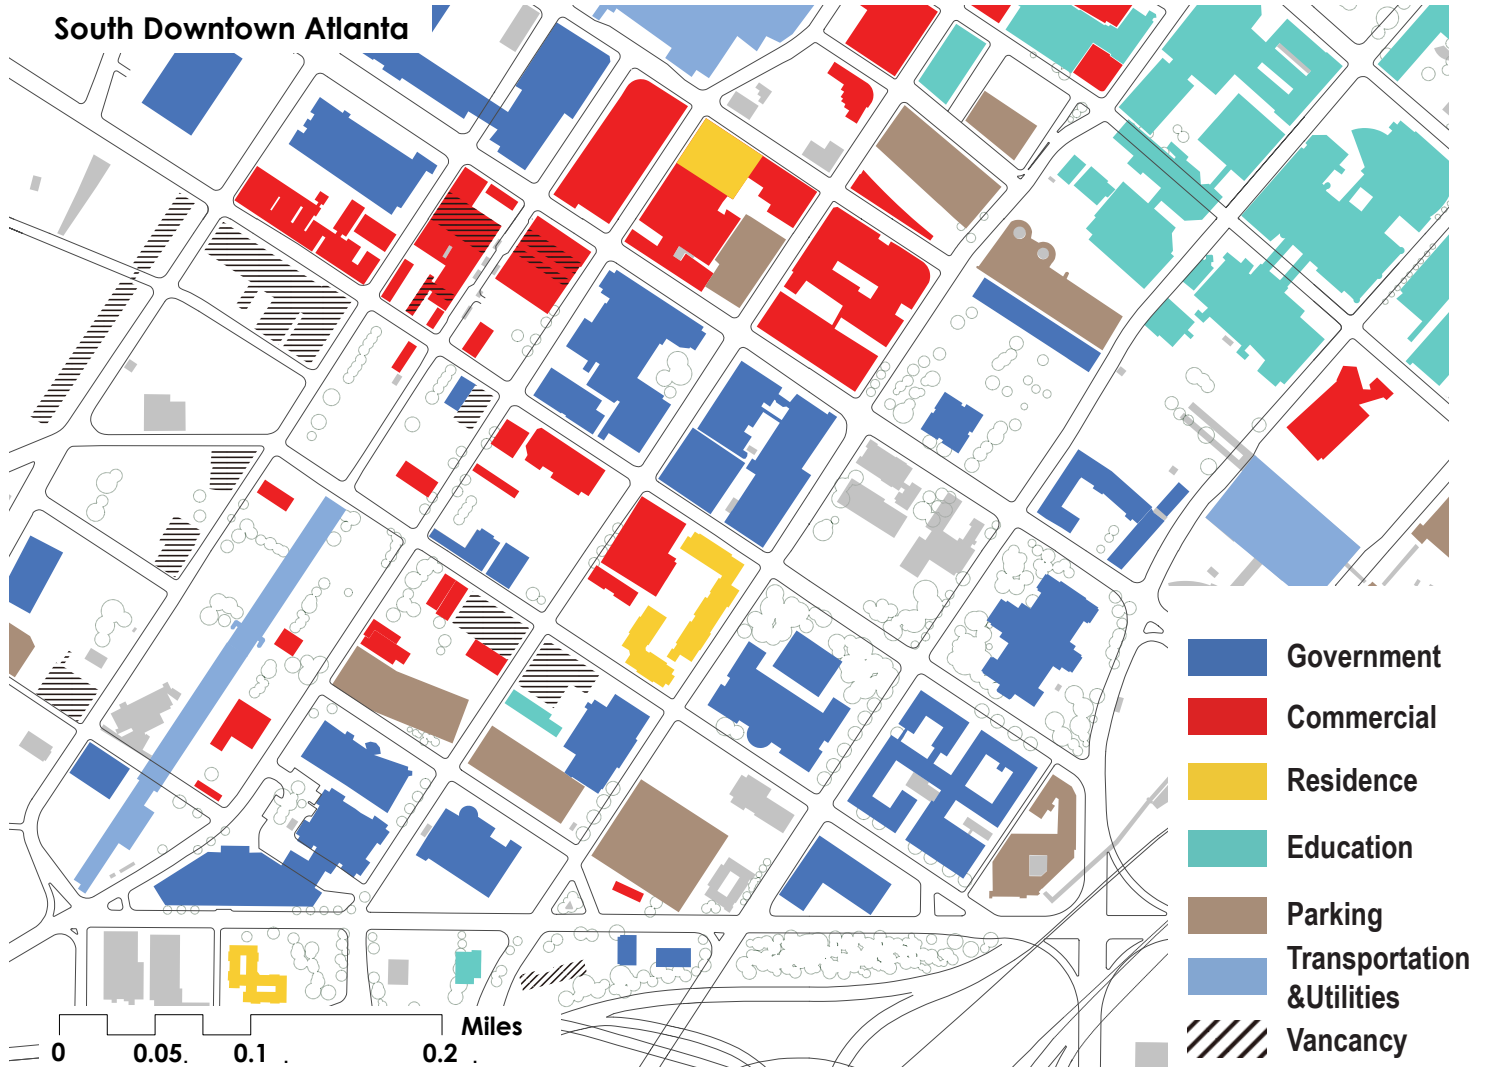 South Downtown Atlanta
Government
Commercial
Residence
Education
Parking
Transportation
&Utilities
Vancancy
Miles
0 0.05. 0.1 . 0.2 .